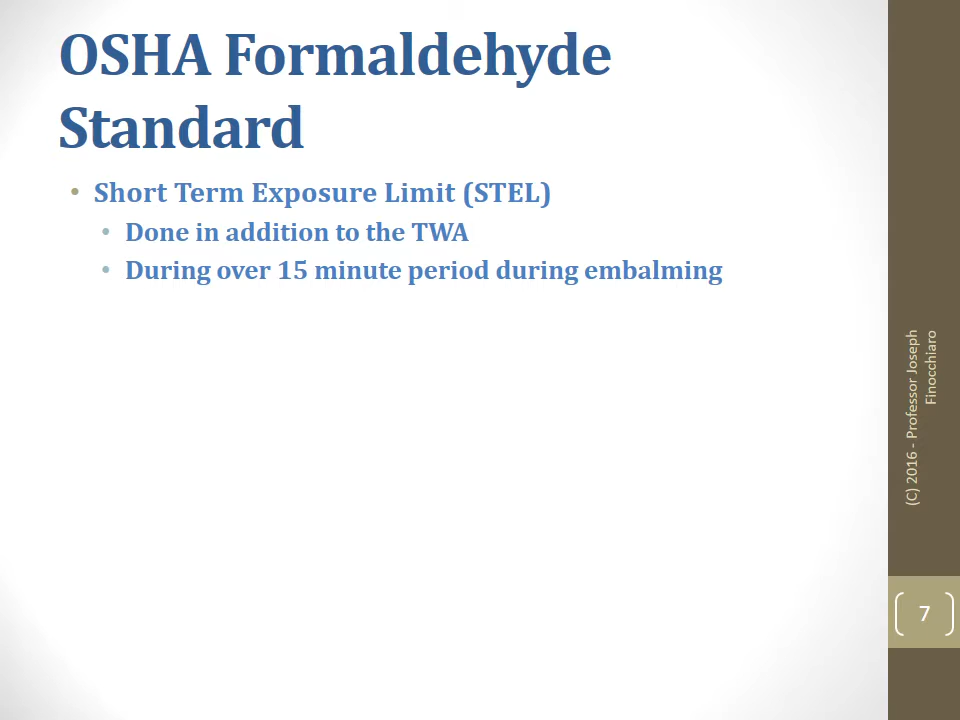 OSHA Formaldehyde
Standard
• Short Term Exposure Limit (STEL)
• Done in addition to the TWA
• During over 15 minute period during embalming
(C) 2016 - Professor Joseph
Finocchiaro
7